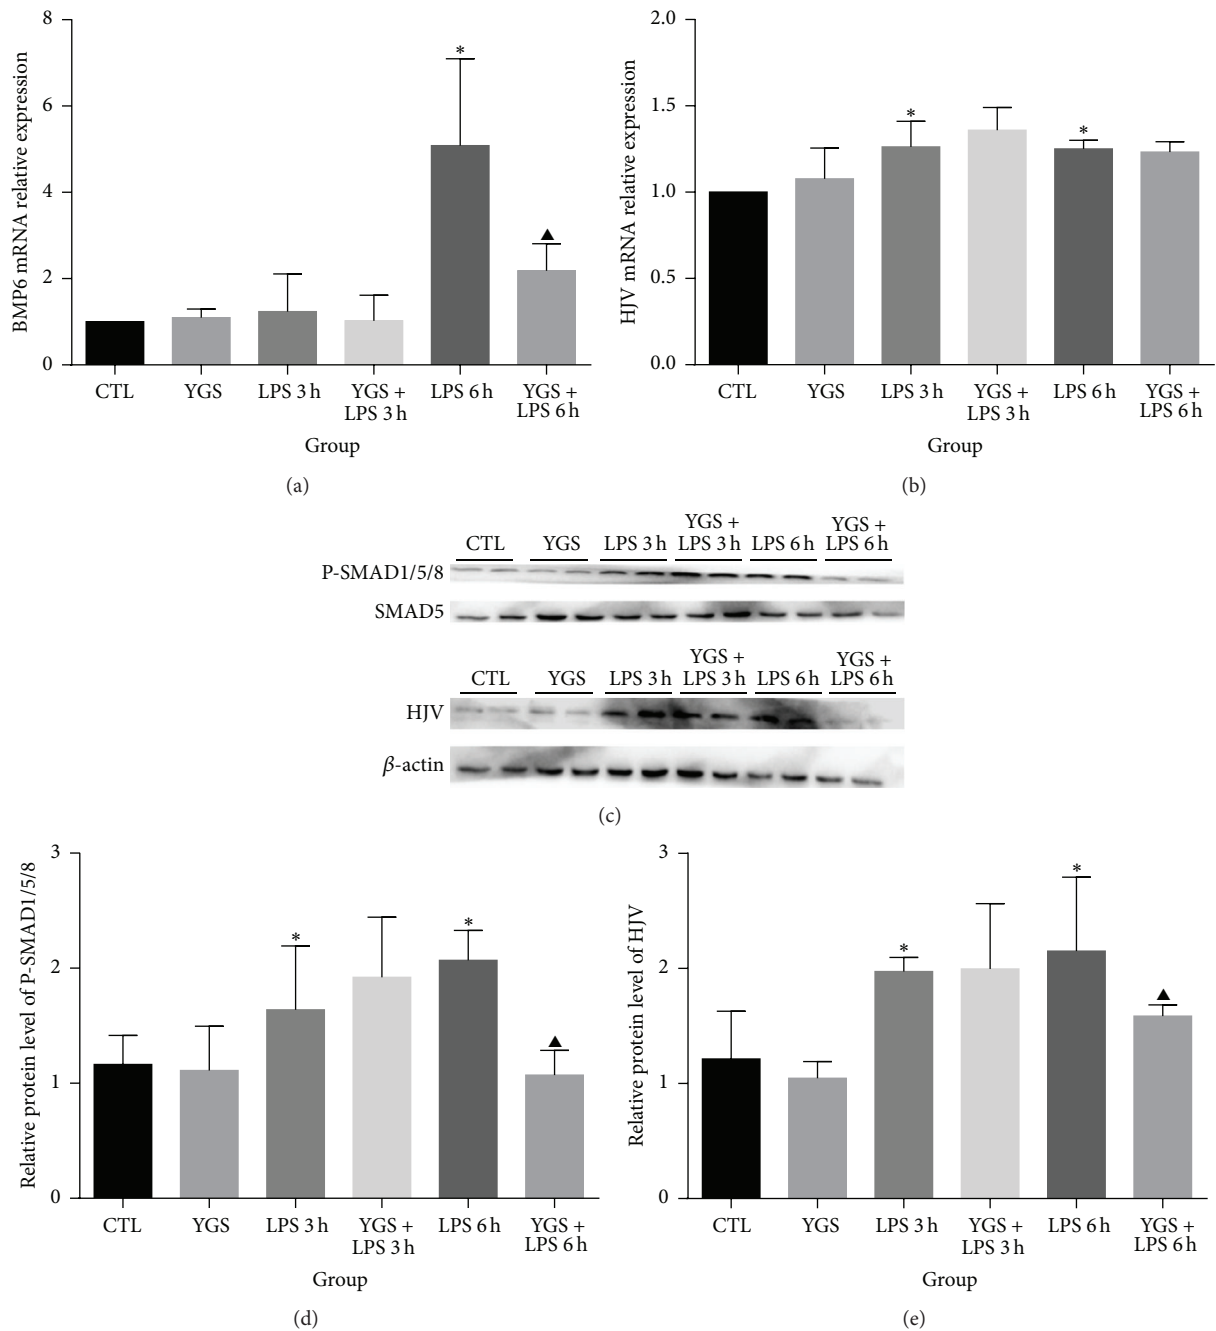 8
6
4
2
0
BMP6 mRNA relative expression
*
▲
CTL
YGS
LPS 3 h
YGS +
LPS 3 h
LPS 6h
YGS +
LPS 6h
Group
(a)
2.0
1.5
1.0
0.5
0.0
HJV mRNA relative expression
*
*
CTL
YGS
LPS 3 h
YGS +
LPS 3 h
LPS 6 h
YGS +
LPS 6h
Group
(b)
CTL
YGS
LPS 3 h
YGS +
LPS 3 h
LPS 6 h
YGS +
LPS 6 h
P-SMAD1/5/8
SMAD5
CTL
YGS
LPS 3 h
YGS +
LPS 3 h
LPS 6 h
YGS +
LPS 6 h
HJV
β-actin
(c)
3
2
1
0
Relative protein level of P-SMAD1/5/8
*
*
▲
CTL
YGS
LPS 3 h
YGS +
LPS 3 h
LPS 6 h
YGS +
LPS 6 h
Group
(d)
3
2
1
0
Relative protein level of HJV
*
*
▲
CTL
YGS
LPS 3 h
YGS +
LPS 3 h
LPS 6 h
YGS +
LPS 6 h
Group
(e)